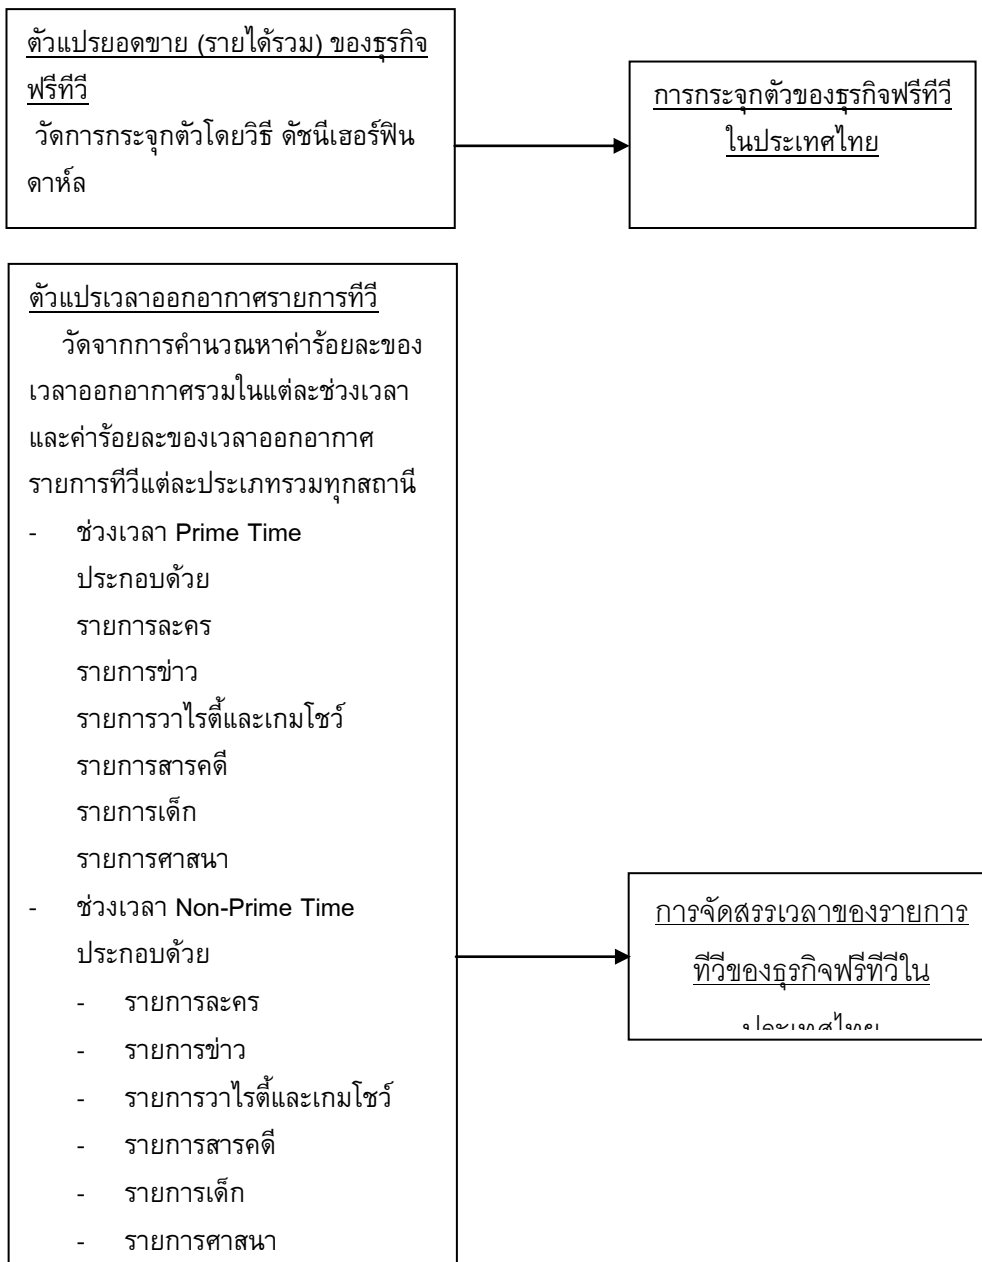 ตัวแปรยอดขาย (รายได้รวม) ของธุรกิจ
ฟรีทีวี
วัดการกระจุกตัวโดยวิธี ดัชนีเฮอร์ฟิน
ดาห์ล
การกระจุกตัวของธุรกิจฟรีทีวี
ในประเทศไทย
ตัวแปรเวลาออกอากาศรายการทีวี
วัดจากการคำนวณหาค่าร้อยละของ
เวลาออกอากาศรวมในแต่ละช่วงเวลา
และค่าร้อยละของเวลาออกอากาศ
รายการทีวีแต่ละประเภทรวมทุกสถานี
- ช่วงเวลา Prime Time
ประกอบด้วย
รายการละคร
รายการข่าว
รายการวาไรตี้และเกมโชว์
รายการสารคดี
รายการเด็ก
รายการศาสนา
- ช่วงเวลา Non-Prime Time
ประกอบด้วย
- รายการละคร
- รายการข่าว
- รายการวาไรตี้และเกมโชว์
- รายการสารคดี
- รายการเด็ก
- รายการศาสนา
การจัดสรรเวลาของรายการ
ทีวีของธุรกิจฟรีทีวีใน
ประเทศไทย